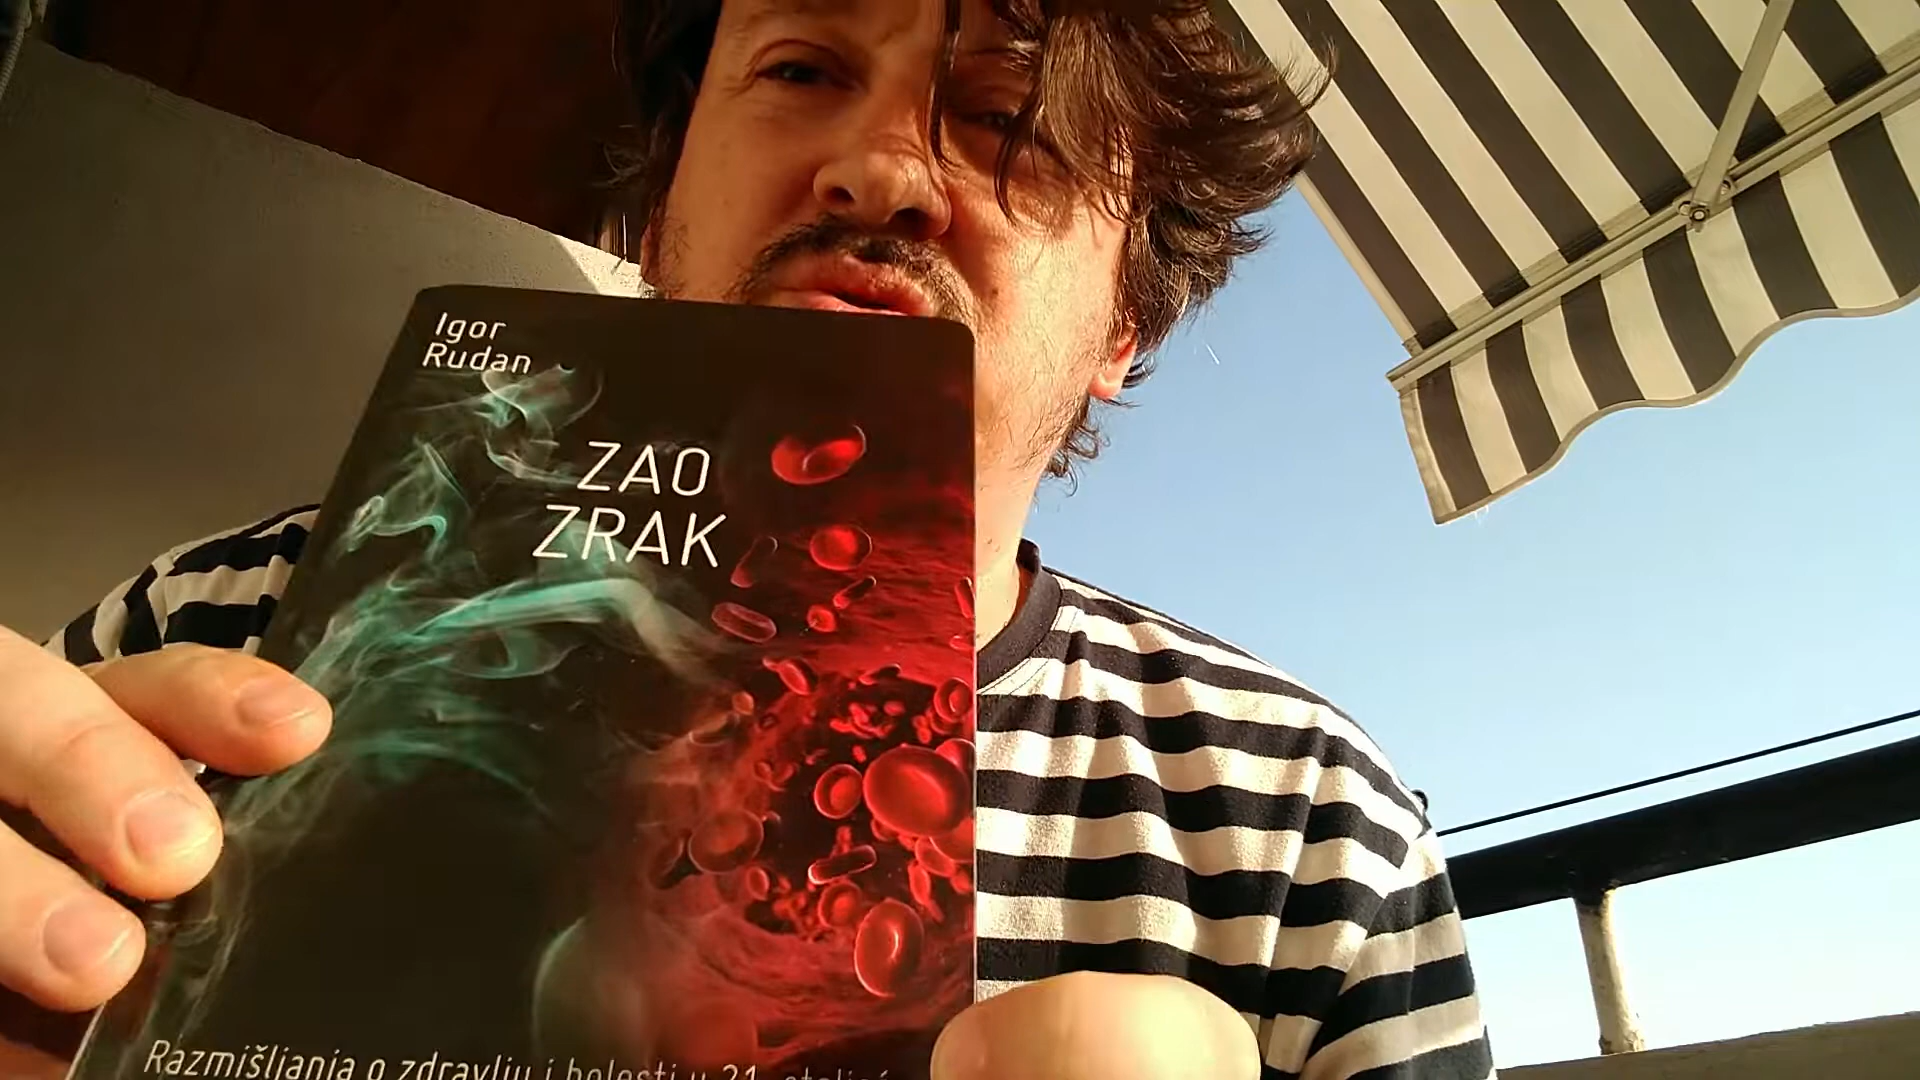 Igor
Rudan
ZAO
ZRAK
Razmišljanja o zdravlju i bolesti u 21.